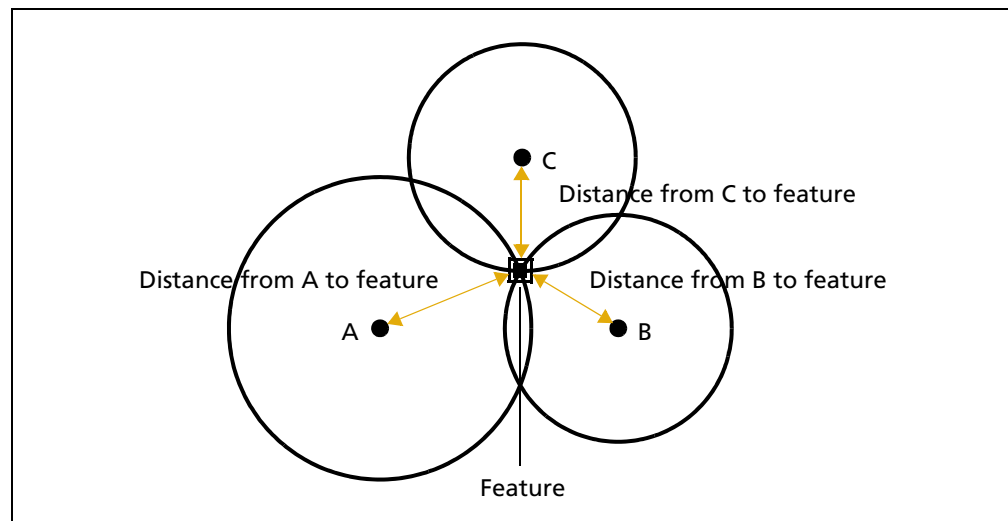 C
Distance from C to feature
Distance from A to feature
Distance from B to feature
A
B
Feature